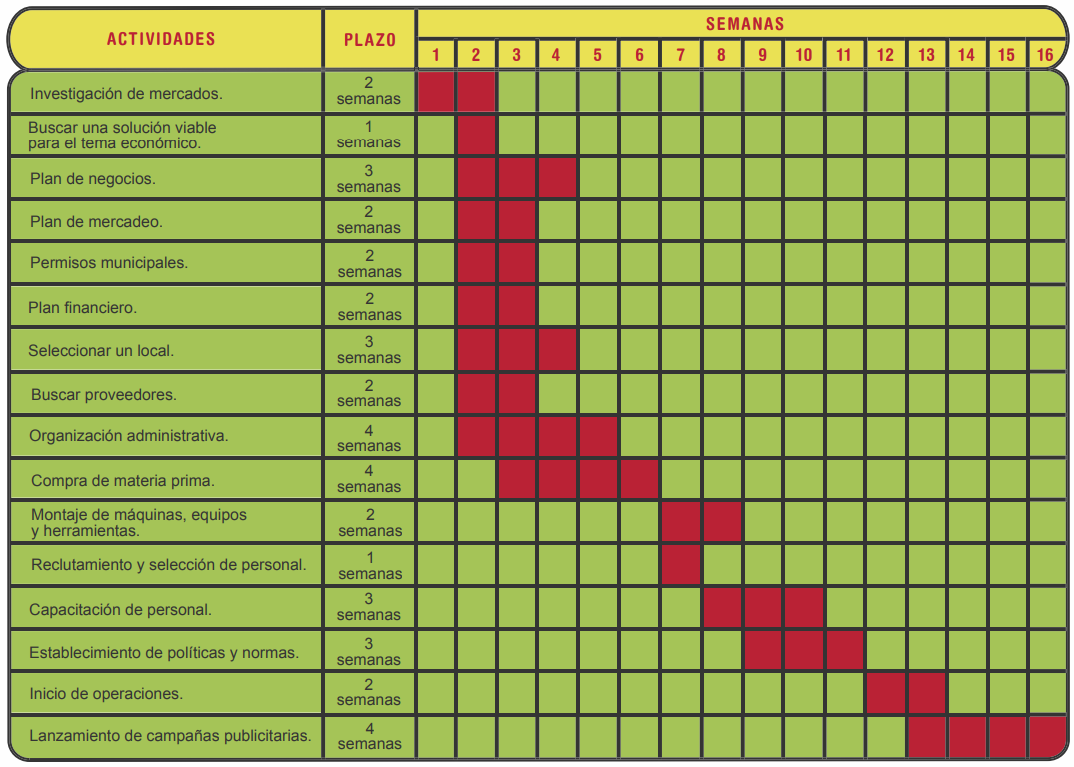 ACTIVIDADES
PLAZO
SEMANAS
1 2 3 4 5 6 7 8 9 10 11 12 13 14 15 16
Investigación de mercados.
2
semanas
Buscar una solución viable
para el tema económico.
1
semanas
Plan de negocios.
3
semanas
Plan de mercadeo.
2
semanas
Permisos municipales.
2
semanas
Plan financiero.
2
semanas
Seleccionar un local.
3
semanas
Buscar proveedores.
2
semanas
Organización administrativa.
4
semanas
Compra de materia prima.
4
semanas
Montaje de máquinas, equipos
y herramientas.
2
semanas
Reclutamiento y selección de personal.
1
semanas
Capacitación de personal.
3
semanas
Establecimiento de políticas y normas.
3
semanas
Inicio de operaciones.
2
semanas
Lanzamiento de campañas publicitarias.
4
semanas